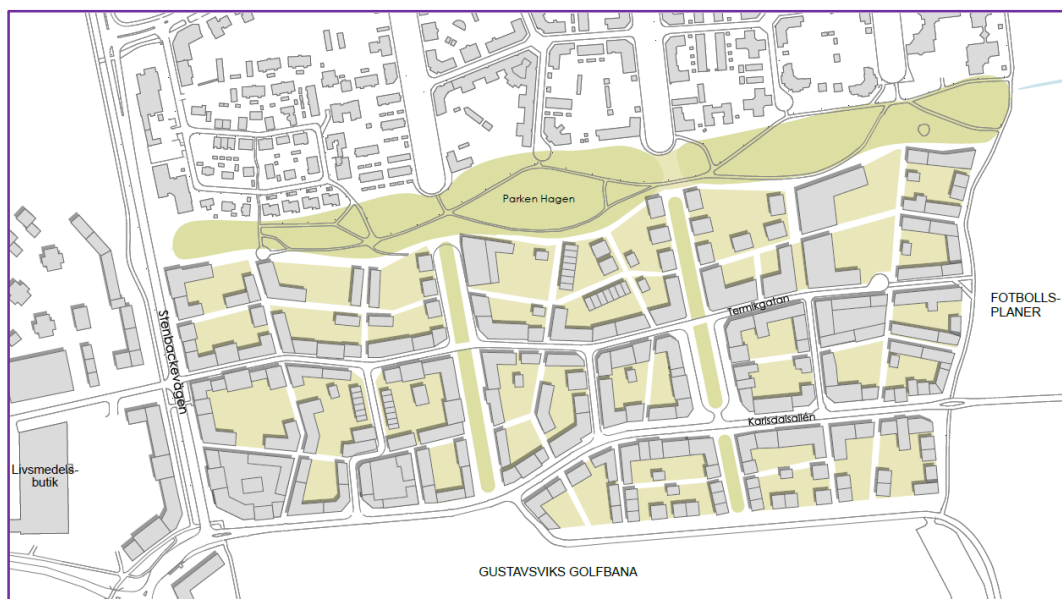 Parken Hagen
Termikgatan
FOTBOLLS-
PLANER
Stenbackevägen
Karlsdalsallén
Livsmedels-
butik
GUSTAVSVIKS GOLFBANA